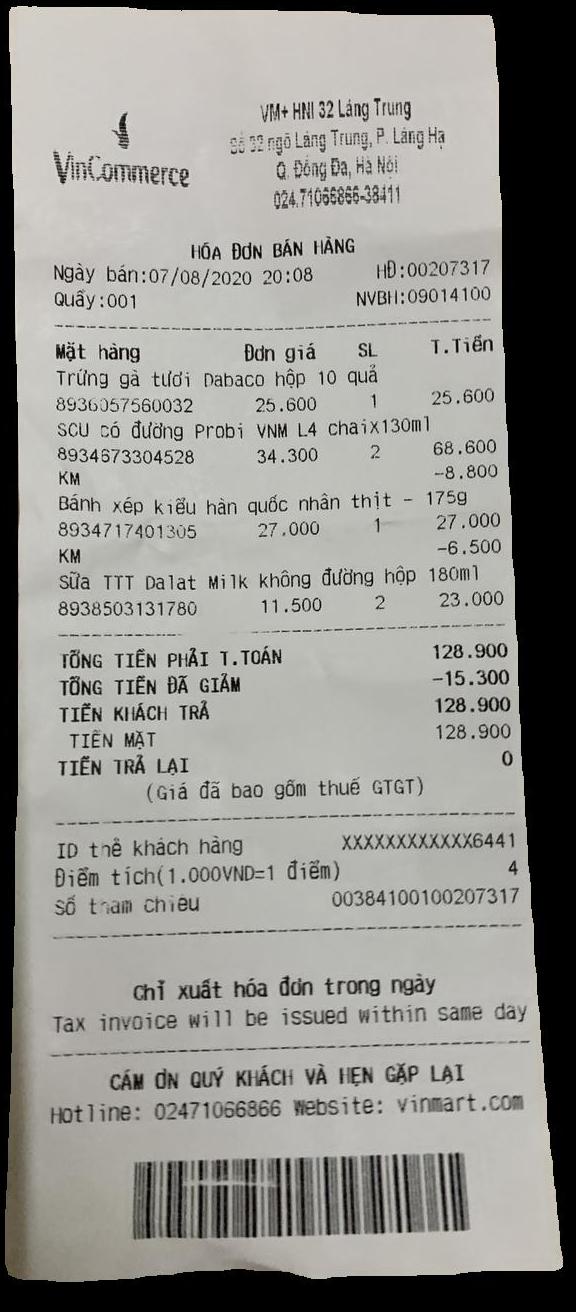 VinCommerce
VM+ HNI 32 Láng Trung
Số 32 ngõ Láng Trung, P. Láng Hạ
Q. Đống Đa, Hà Nội
024.71066866-38411
HÓA ĐƠN BÁN HÀNG
Ngày bán:07/08/2020 20:08 HĐ:00207317
Quầy:001 NVBH:09014100
Mặt hàng Đơn giá SL T.Tiền
Trứng gà tươi Dabaco hộp 10 quả
8936057560032 25.600 1 25.600
SCU có đường Probi VNM L4 chaix130ml
8934673304528 34.300 2 68.600
KM -8.800
Bánh xép kiểu hàn quốc nhân thịt - 175g
8934717401305 27.000 1 27.000
KM -6.500
Sữa TTT Dalat Milk không đường hộp 180ml
8938503131780 11.500 2 23.000
TỔNG TIỀN PHẢI T.TOÁN 128.900
TỔNG TIỀN ĐÃ GIẢM -15.300
TIỀN KHÁCH TRẢ 128.900
TIỀN MẶT 128.900
TIỀN TRẢ LẠI 0
(Giá đã bao gồm thuế GTGT)
ID thẻ khách hàng XXXXXXXXXXXX6441
Điểm tích(1.000VND=1 điểm) 4
Số tham chiếu 00384100100207317
Chỉ xuất hóa đơn trong ngày
Tax invoice will be issued within same day
CÁM ƠN QUÝ KHÁCH VÀ HẸN GẶP LẠI
Hotline: 02471066866 Website: vinmart.com